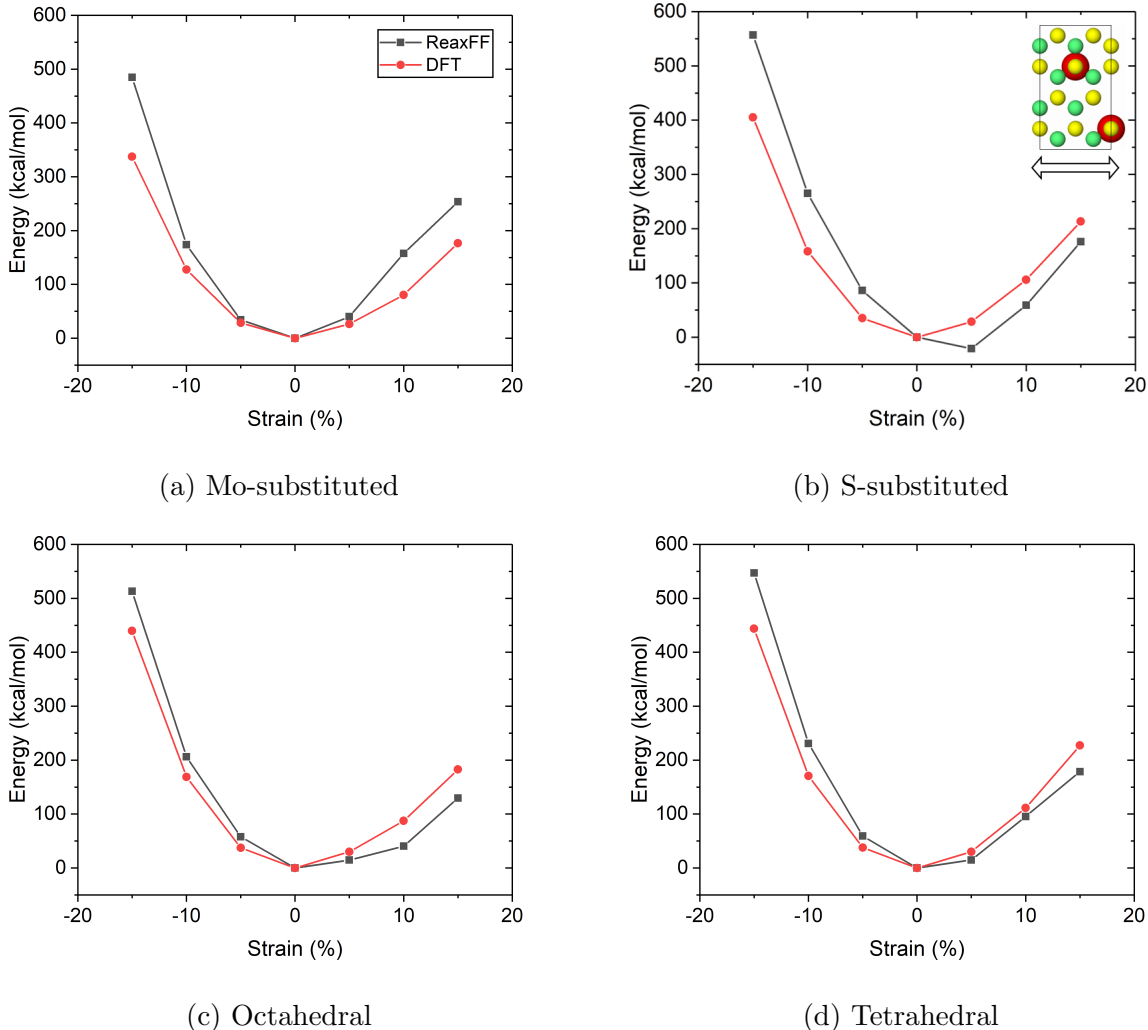 600
500
400
300
200
100
0
-20 -10 0 10 20
Energy (kcal/mol)
Strain (%)
ReaxFF
DFT
(a) Mo-substituted
600
500
400
300
200
100
0
-20 -10 0 10 20
Energy (kcal/mol)
Strain (%)
(b) S-substituted
600
500
400
300
200
100
0
-20 -10 0 10 20
Energy (kcal/mol)
Strain (%)
(c) Octahedral
600
500
400
300
200
100
0
-20 -10 0 10 20
Energy (kcal/mol)
Strain (%)
(d) Tetrahedral